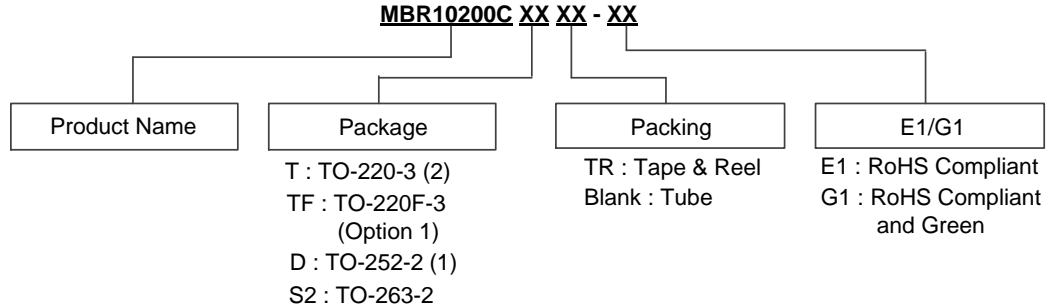 MBR10200C XX XX - XX
Product Name
Package
T : TO-220-3 (2)
TF : TO-220F-3
(Option 1)
D : TO-252-2 (1)
S2 : TO-263-2
Packing
TR : Tape & Reel
Blank : Tube
E1/G1
E1 : RoHS Compliant
G1 : RoHS Compliant
and Green